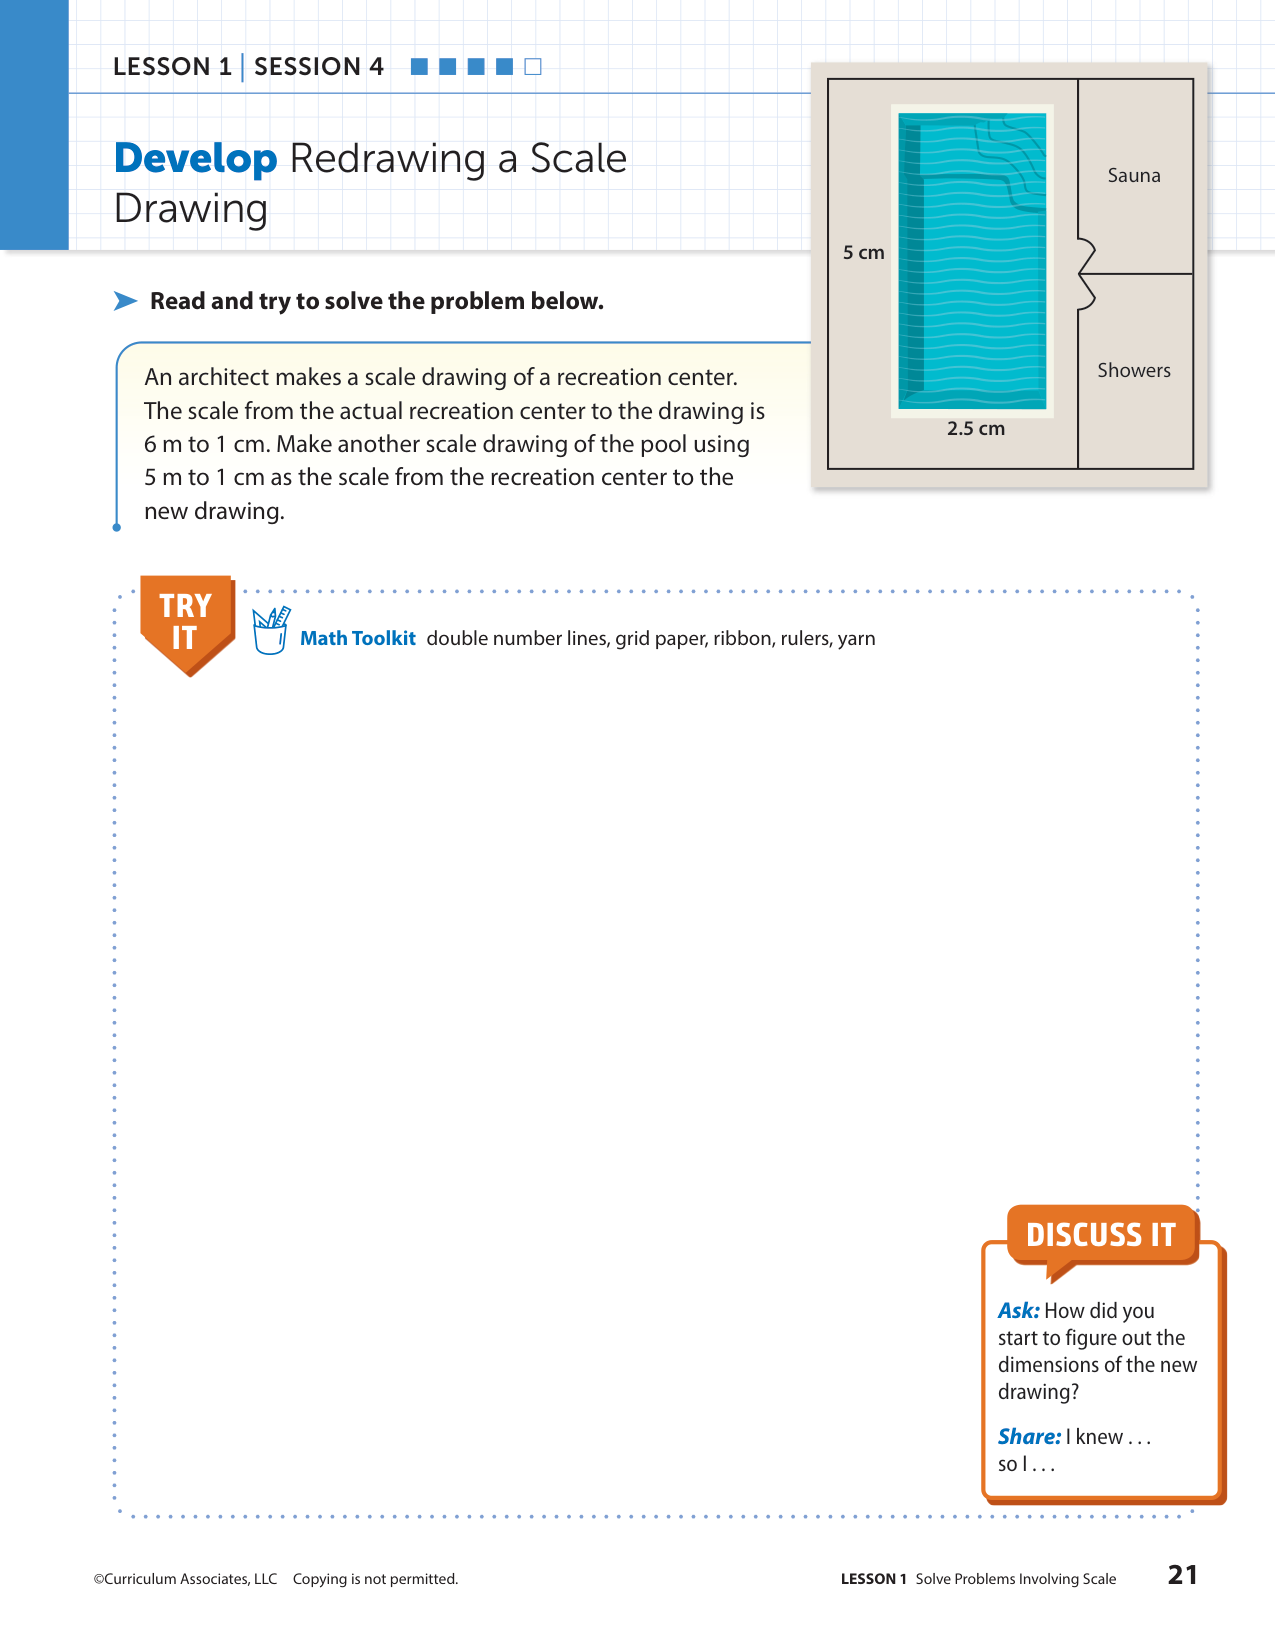 LESSON 1 | SESSION 4
Develop Redrawing a Scale
Drawing
Sauna
5 cm
Showers
2.5 cm
Read and try to solve the problem below.
An architect makes a scale drawing of a recreation center.
The scale from the actual recreation center to the drawing is
6 m to 1 cm. Make another scale drawing of the pool using
5 m to 1 cm as the scale from the recreation center to the
new drawing.
TRY
IT
Math Toolkit double number lines, grid paper, ribbon, rulers, yarn
DISCUSS IT
Ask: How did you
start to figure out the
dimensions of the new
drawing?
Share: I knew . . .
so I . . .
©Curriculum Associates, LLC Copying is not permitted.
LESSON 1 Solve Problems Involving Scale 21